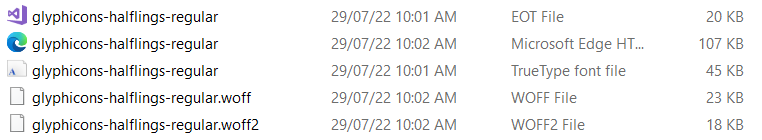 glyphicons-halflings-regular 29/07/22 10:01 AM EOT File 20 KB
glyphicons-halflings-regular 29/07/22 10:02 AM Microsoft Edge HT... 107 KB
glyphicons-halflings-regular 29/07/22 10:01 AM TrueType font file 45 KB
glyphicons-halflings-regular.woff 29/07/22 10:02 AM WOFF File 23 KB
glyphicons-halflings-regular.woff2 29/07/22 10:02 AM WOFF2 File 18 KB